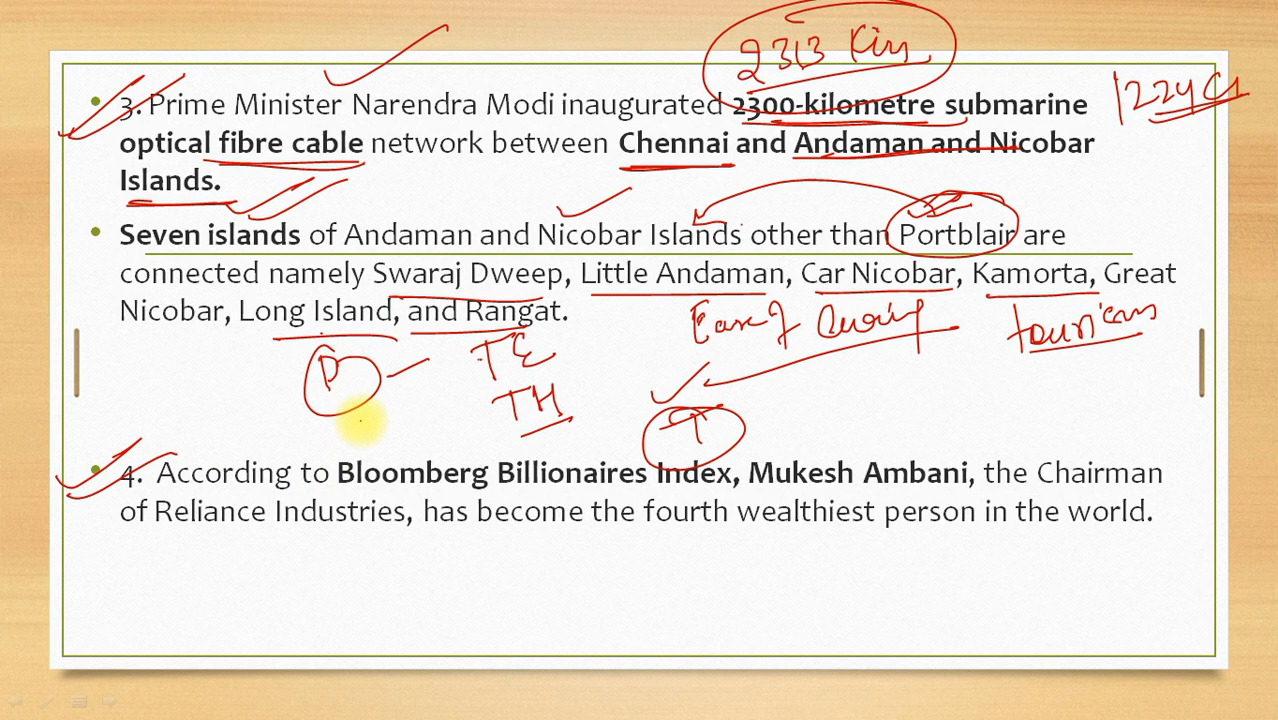 2313 Km
1224 Cr
• 3. Prime Minister Narendra Modi inaugurated 2300-kilometre submarine
optical fibre cable network between Chennai and Andaman and Nicobar
Islands.
• Seven islands of Andaman and Nicobar Islands other than Portblair are
connected namely Swaraj Dweep, Little Andaman, Car Nicobar, Kamorta, Great
Nicobar, Long Island, and Rangat.
Ease of
TE
TH
T
• 4. According to Bloomberg Billionaires Index, Mukesh Ambani, the Chairman
of Reliance Industries, has become the fourth wealthiest person in the world.